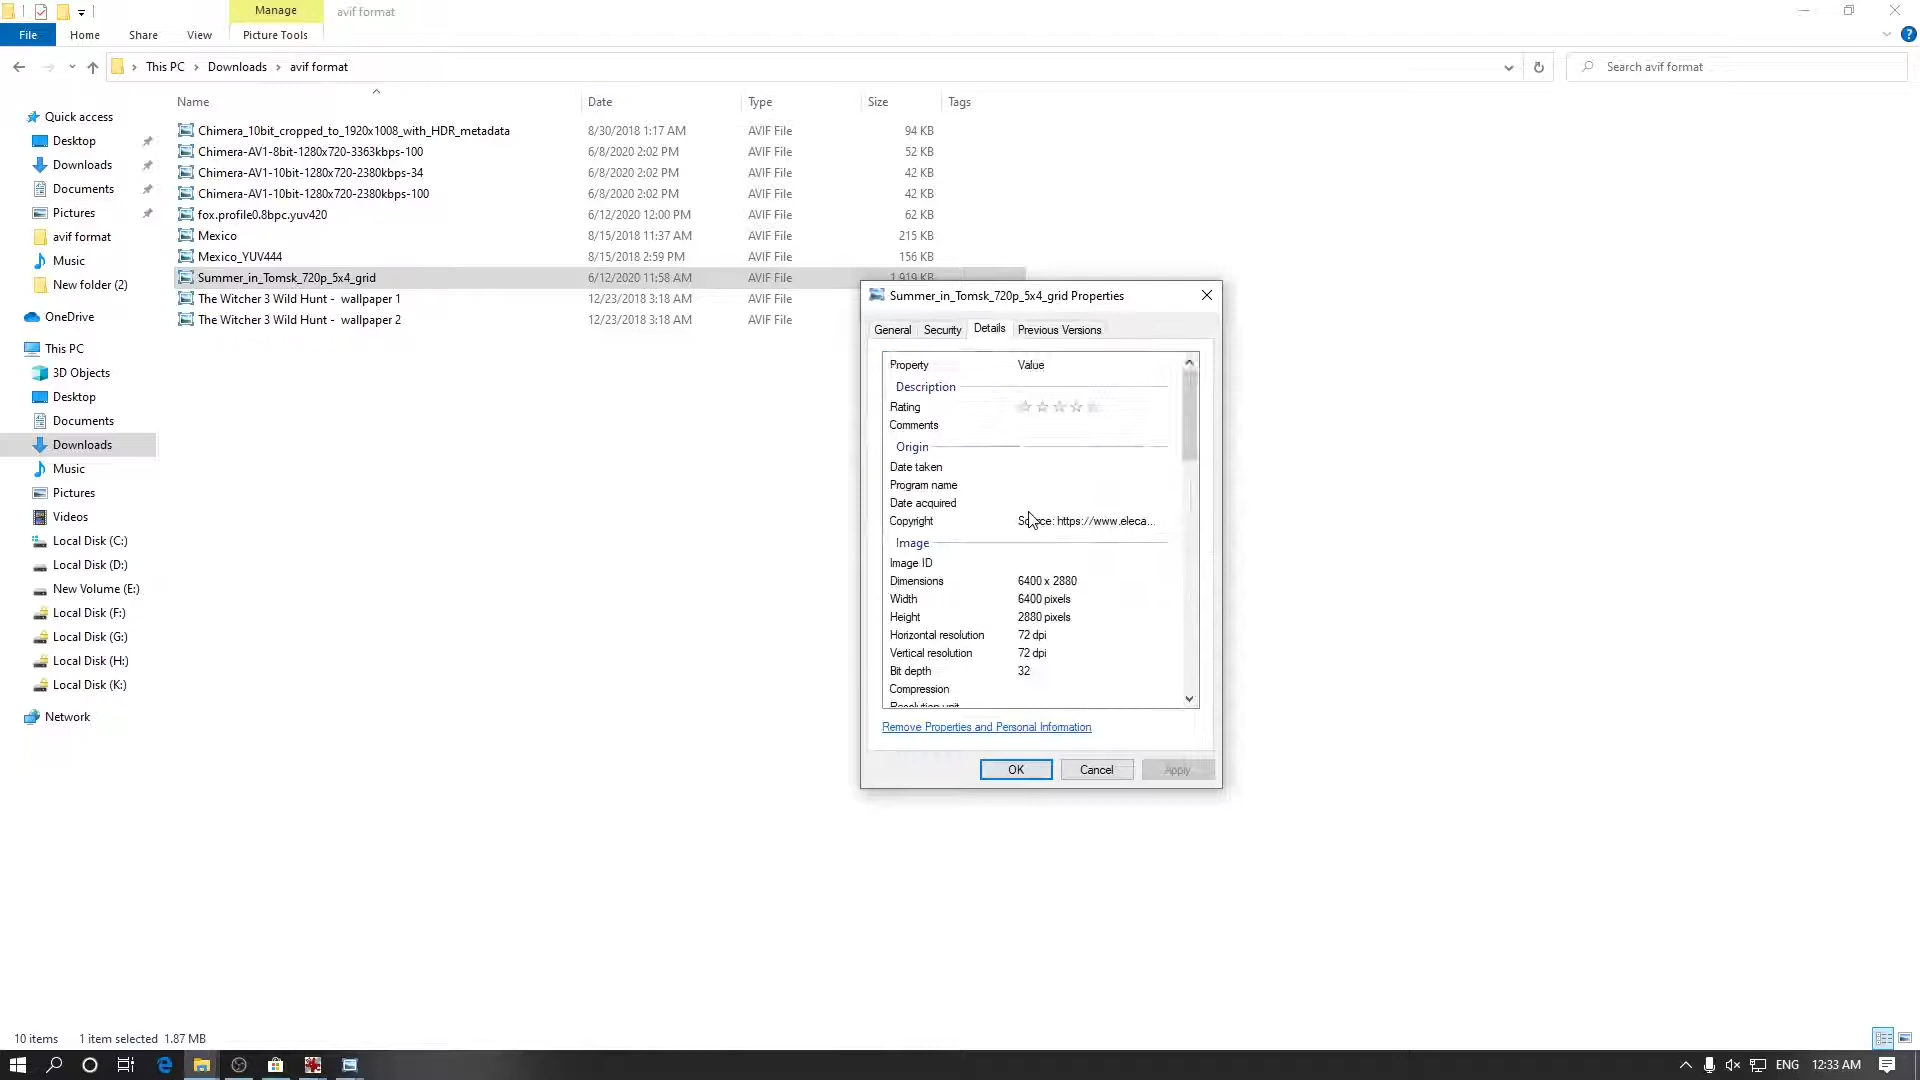 Manage
avif format
File
Home
Share
View
Picture Tools
This PC
Downloads
avif format
Search avif format
Name
Date
Type
Size
Tags
Quick access
Desktop
Downloads
Documents
Pictures
avif format
Music
New folder (2)
OneDrive
This PC
3D Objects
Desktop
Documents
Downloads
Music
Pictures
Videos
Local Disk (C:)
Local Disk (D:)
New Volume (E:)
Local Disk (F:)
Local Disk (G:)
Local Disk (H:)
Local Disk (K:)
Network
Chimera_10bit_cropped_to_1920x1008_with_HDR_metadata 8/30/2018 1:17 AM AVIF File 94 KB
Chimera-AV1-8bit-1280x720-3363kbps-100 6/8/2020 2:02 PM AVIF File 52 KB
Chimera-AV1-10bit-1280x720-2380kbps-34 6/8/2020 2:02 PM AVIF File 42 KB
Chimera-AV1-10bit-1280x720-2380kbps-100 6/8/2020 2:02 PM AVIF File 42 KB
fox.profile0.8bpc.yuv420 6/12/2020 12:00 PM AVIF File 62 KB
Mexico 8/15/2018 11:37 AM AVIF File 215 KB
Mexico_YUV444 8/15/2018 2:59 PM AVIF File 156 KB
Summer_in_Tomsk_720p_5x4_grid 6/12/2020 11:58 AM AVIF File 1,919 KB
The Witcher 3 Wild Hunt - wallpaper 1 12/23/2018 3:18 AM AVIF File
The Witcher 3 Wild Hunt - wallpaper 2 12/23/2018 3:18 AM AVIF File
Summer_in_Tomsk_720p_5x4_grid Properties
General
Security
Details
Previous Versions
Property Value
Description
Rating
Comments
Origin
Date taken
Program name
Date acquired
Copyright https://www.eleca...
Image
Image ID
Dimensions 6400 x 2880
Width 6400 pixels
Height 2880 pixels
Horizontal resolution 72 dpi
Vertical resolution 72 dpi
Bit depth 32
Compression
Resolution unit
Remove Properties and Personal Information
OK
Cancel
Apply
10 items
1 item selected 1.87 MB
ENG
12:33 AM